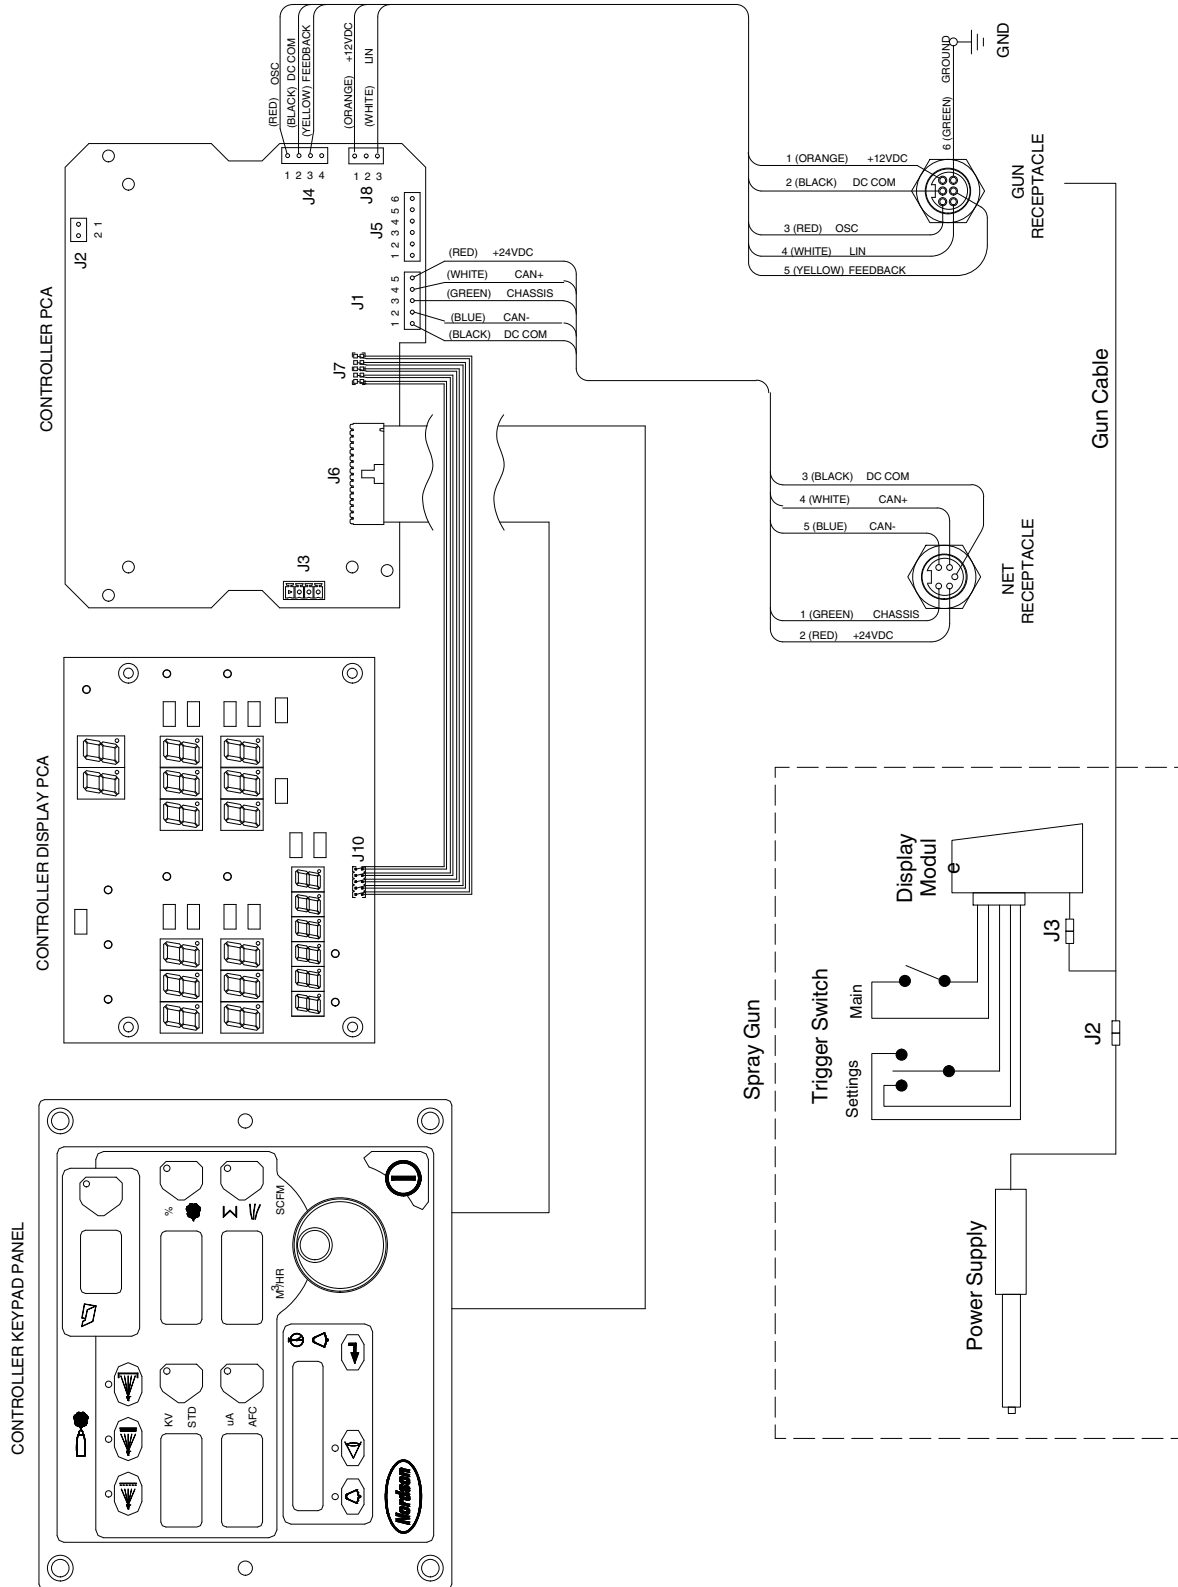 CONTROLLER KEYPAD PANEL
KV
STD
uA
AFC
%
SCFM
M³/HR
Nordson
CONTROLLER DISPLAY PCA
J10
CONTROLLER PCA
J2
2 1
J3
J6
J7
J4
1 2 3 4
J8
1 2 3
J5
1 2 3 4 5 6
J1
1 2 3 4 5
(RED) OSC
(BLACK) DC COM
(YELLOW) FEEDBACK
(ORANGE) +12VDC
(WHITE) LIN
(RED) +24VDC
(WHITE) CAN+
(GREEN) CHASSIS
(BLUE) CAN-
(BLACK) DC COM
1 (ORANGE) +12VDC
2 (BLACK) DC COM
3 (RED) OSC
4 (WHITE) LIN
5 (YELLOW) FEEDBACK
6 (GREEN) GROUND
GND
GUN
RECEPTACLE
3 (BLACK) DC COM
4 (WHITE) CAN+
5 (BLUE) CAN-
1 (GREEN) CHASSIS
2 (RED) +24VDC
NET
RECEPTACLE
Gun Cable
Spray Gun
Trigger Switch
Main
Settings
Display
Modul
e
J3
J2
Power Supply